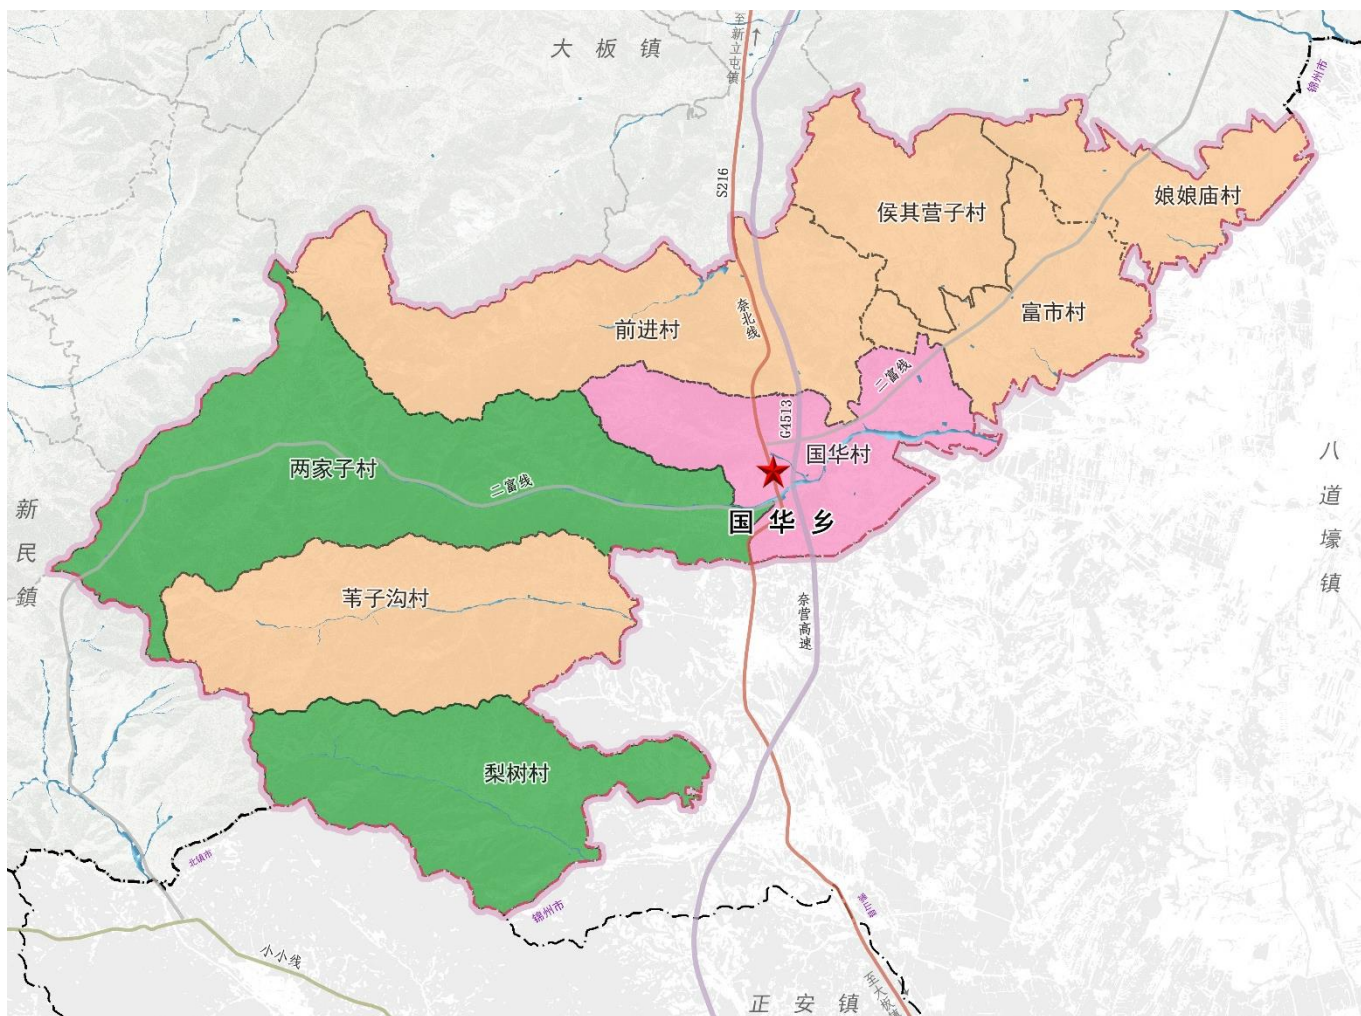 大板镇
至新立屯镇
锦州市
S216
侯其营子村
娘娘庙村
富市村
前进村
奈北线
二富线
G4513
国华村
两家子村
二富线
国华乡
八道壕镇
新民鎮
苇子沟村
奈营高速
梨树村
北镇市
锦州市
黑山县
小小线
正安镇
至大板镇